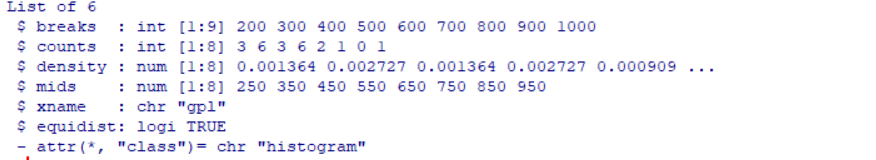 List of 6
 $ breaks  : int [1:9] 200 300 400 500 600 700 800 900 1000
 $ counts  : int [1:8] 3 6 3 6 2 1 0 1
 $ density : num [1:8] 0.001364 0.002727 0.001364 0.002727 0.000909 ...
 $ mids    : num [1:8] 250 350 450 550 650 750 850 950
 $ xname   : chr "gpl"
 $ equidist: logi TRUE
 - attr(*, "class")= chr "histogram"